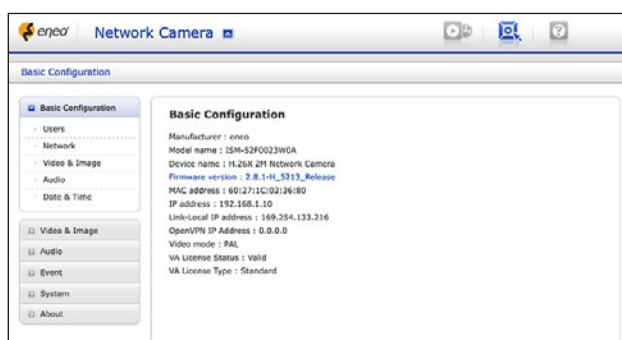 eneo
Network Camera
Basic Configuration
Basic Configuration
Users
Network
Video & Image
Audio
Date & Time
Video & Image
Audio
Event
System
About
Basic Configuration
Manufacturer : eneo
Model name : ISM-52F0023W0A
Device name : H.26X 2M Network Camera
Firmware version : 2.8.1-H_5213_Release
MAC address : 60:27:1C:02:36:80
IP address : 192.168.1.10
Link-Local IP address : 169.254.133.216
OpenVPN IP Address : 0.0.0.0
Video mode : PAL
VA License Status : Valid
VA License Type : Standard